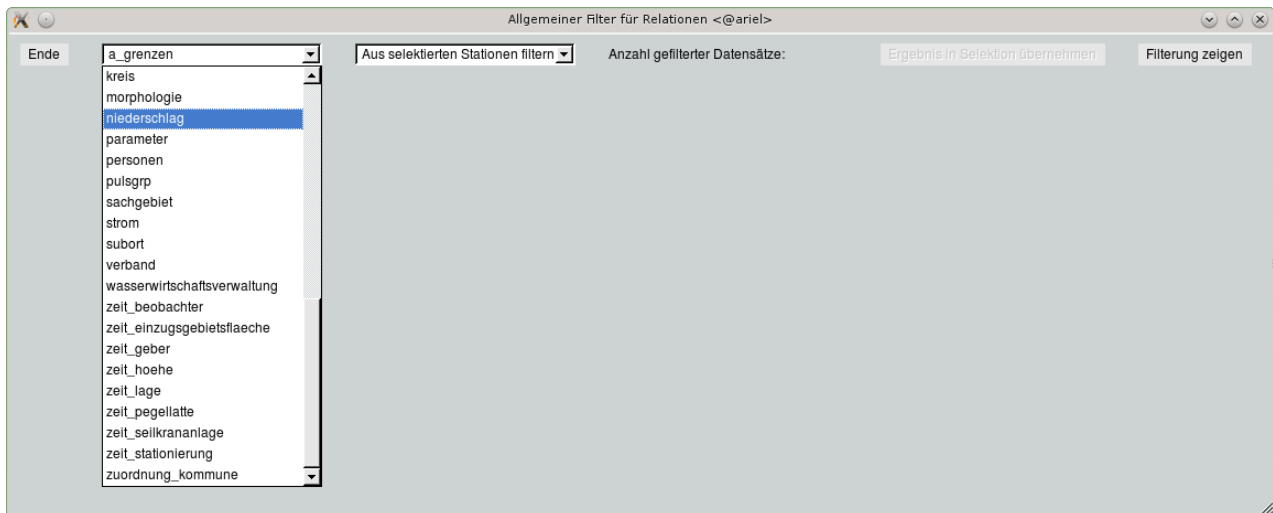 Allgemeiner Filter für Relationen <@ariel>
Ende
a_grenzen
Aus selektierten Stationen filtern
Anzahl gefilterter Datensätze:
Ergebnis in Selektion übernehmen
Filterung zeigen
kreis
morphologie
niederschlag
parameter
personen
pulsgrp
sachgebiet
strom
subort
verband
wasserwirtschaftsverwaltung
zeit_beobachter
zeit_einzugsgebietsflaeche
zeit_geber
zeit_hoehe
zeit_lage
zeit_pegellatte
zeit_seilkrananlage
zeit_stationierung
zuordnung_kommune